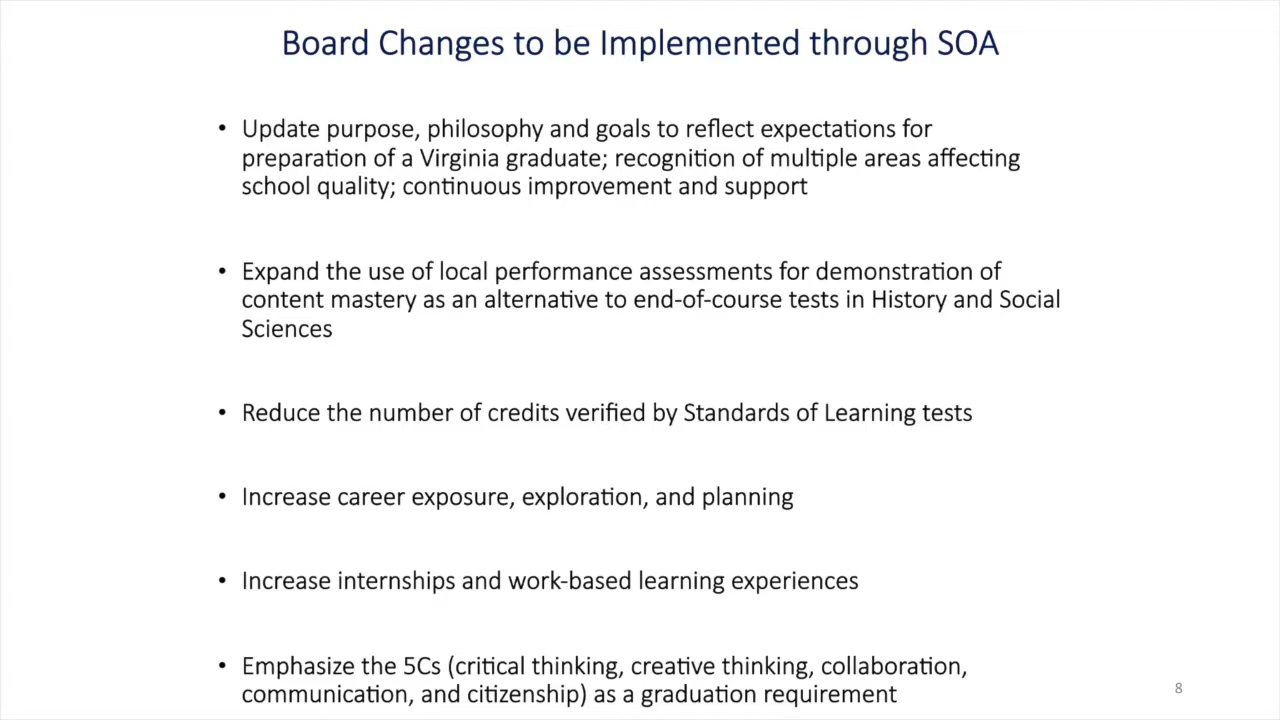 Board Changes to be Implemented through SOA
• Update purpose, philosophy and goals to reflect expectations for
preparation of a Virginia graduate; recognition of multiple areas affecting
school quality; continuous improvement and support
• Expand the use of local performance assessments for demonstration of
content mastery as an alternative to end-of-course tests in History and Social
Sciences
• Reduce the number of credits verified by Standards of Learning tests
• Increase career exposure, exploration, and planning
• Increase internships and work-based learning experiences
• Emphasize the 5Cs (critical thinking, creative thinking, collaboration,
communication, and citizenship) as a graduation requirement
8